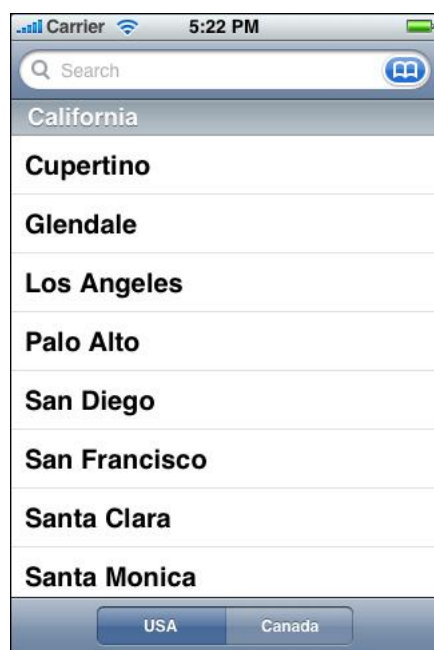 Carrier 5:22 PM
Search
California
Cupertino
Glendale
Los Angeles
Palo Alto
San Diego
San Francisco
Santa Clara
Santa Monica
USA Canada